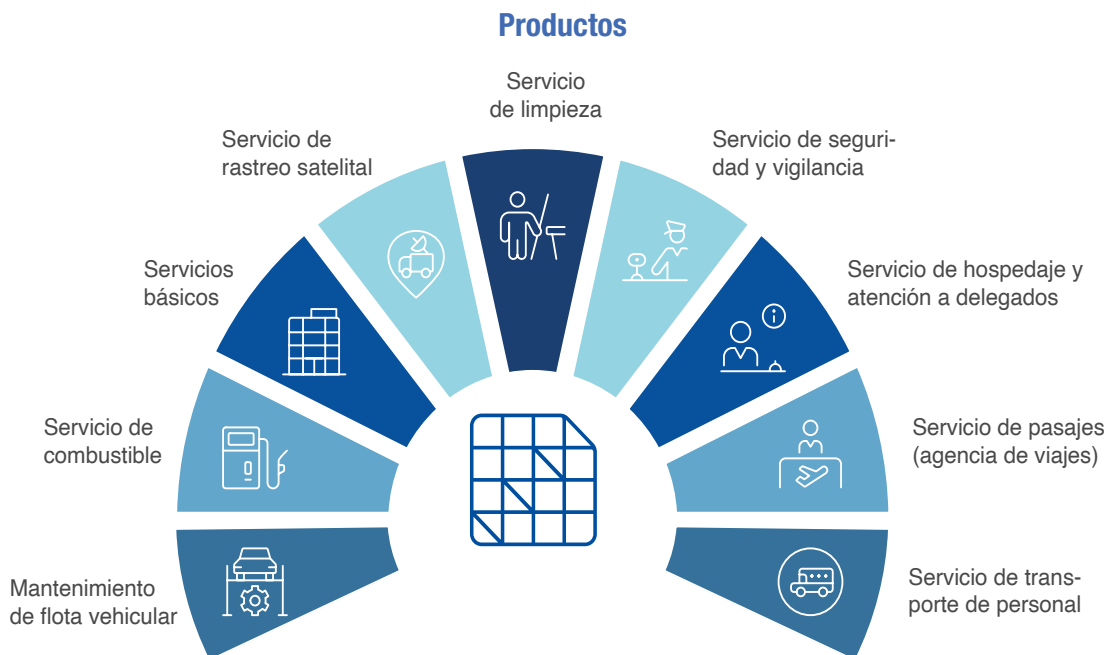 Productos
Servicio
de limpieza
Servicio de
rastreo satelital
Servicio de seguri-
dad y vigilancia
Servicios
básicos
Servicio de hospedaje y
atención a delegados
Servicio de
combustible
Servicio de pasajes
(agencia de viajes)
Mantenimiento
de flota vehicular
Servicio de trans-
porte de personal